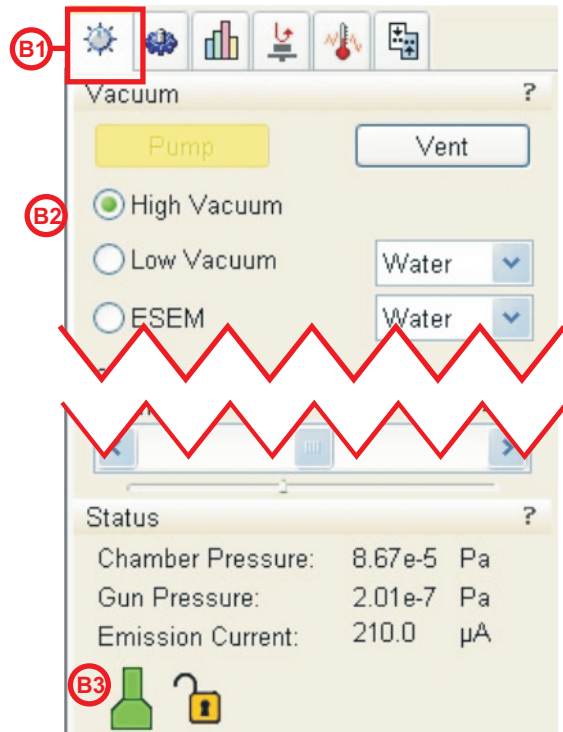 B1
Vacuum ?
Pump Vent
B2
High Vacuum
Low Vacuum Water
ESEM Water
Status ?
Chamber Pressure: 8.67e-5 Pa
Gun Pressure: 2.01e-7 Pa
Emission Current: 210.0 µA
B3